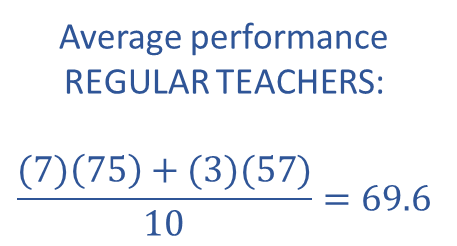 Average performance
REGULAR TEACHERS:
(7)(75) + (3)(57)
10
= 69.6